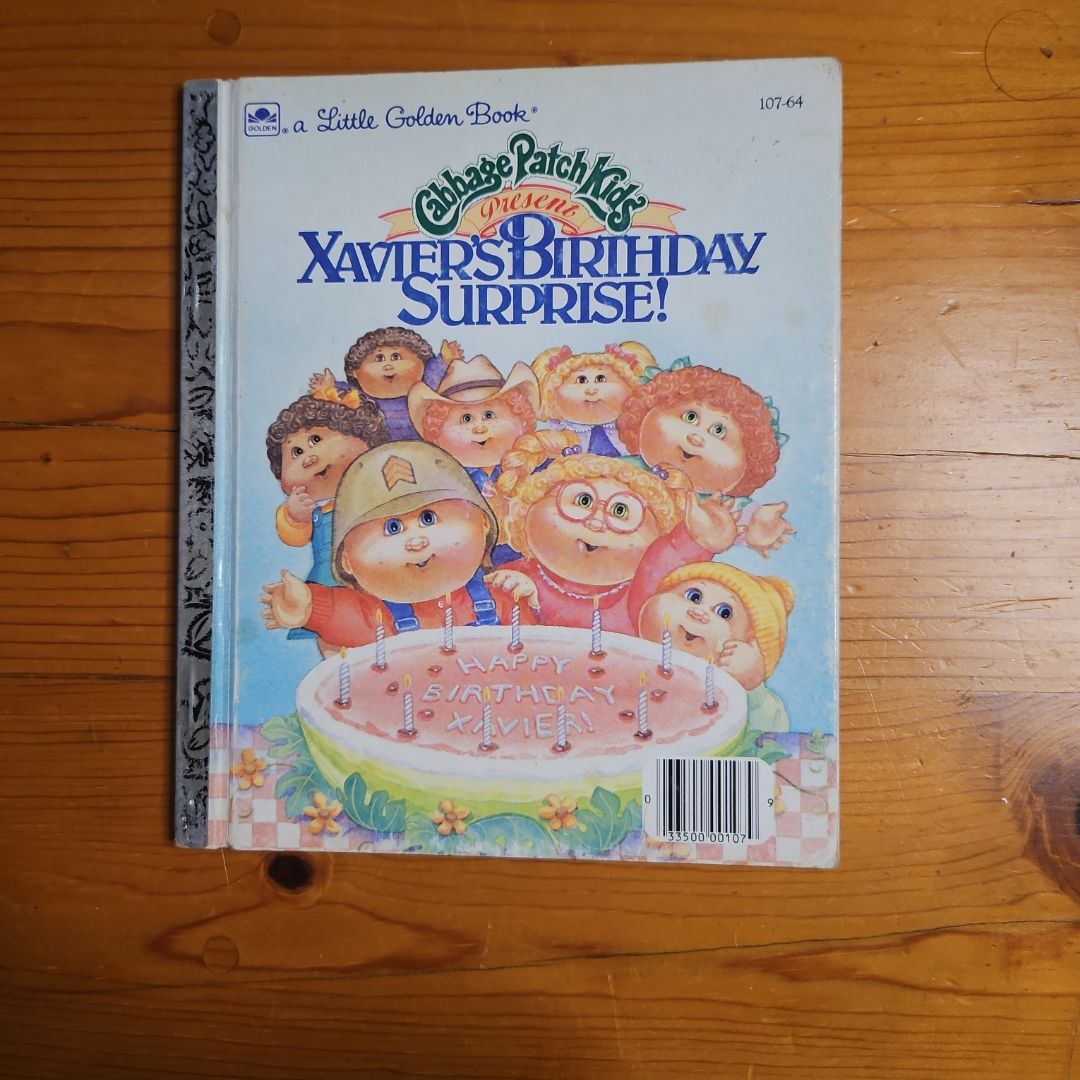 GOLDEN
® a Little Golden Book®
107-64
Cabbage Patch Kids
Present
XAVIER'S BIRTHDAY
SURPRISE!
HAPPY
BIRTHDAY
XAVIER!
0 33500 00107 9